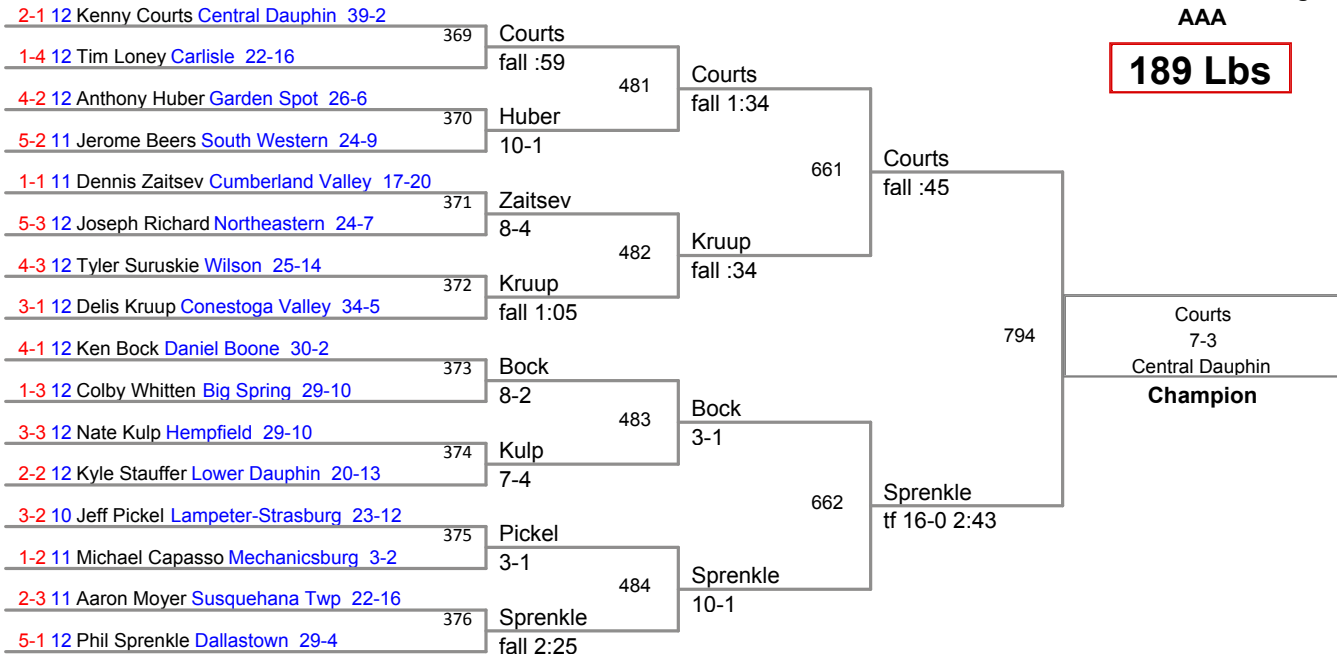 2-1 12 Kenny Courts Central Dauphin 39-2
1-4 12 Tim Loney Carlisle 22-16
4-2 12 Anthony Huber Garden Spot 26-6
5-2 11 Jerome Beers South Western 24-9
1-1 11 Dennis Zaitsev Cumberland Valley 17-20
5-3 12 Joseph Richard Northeastern 24-7
4-3 12 Tyler Suruskie Wilson 25-14
3-1 12 Delis Kruup Conestoga Valley 34-5
4-1 12 Ken Bock Daniel Boone 30-2
1-3 12 Colby Whitten Big Spring 29-10
3-3 12 Nate Kulp Hempfield 29-10
2-2 12 Kyle Stauffer Lower Dauphin 20-13
3-2 10 Jeff Pickel Lampeter-Strasburg 23-12
1-2 11 Michael Capasso Mechanicsburg 3-2
2-3 11 Aaron Moyer Susquehana Twp 22-16
5-1 12 Phil Sprenkle Dallastown 29-4
369 Courts
fall :59
370 Huber
10-1
371 Zaitsev
8-4
372 Kruup
fall 1:05
373 Bock
8-2
374 Kulp
7-4
375 Pickel
3-1
376 Sprenkle
fall 2:25
481 Courts
fall 1:34
482 Kruup
fall :34
483 Bock
3-1
484 Sprenkle
10-1
661 Courts
fall :45
662 Sprenkle
tf 16-0 2:43
794
Courts
7-3
Central Dauphin
Champion
AAA
189 Lbs